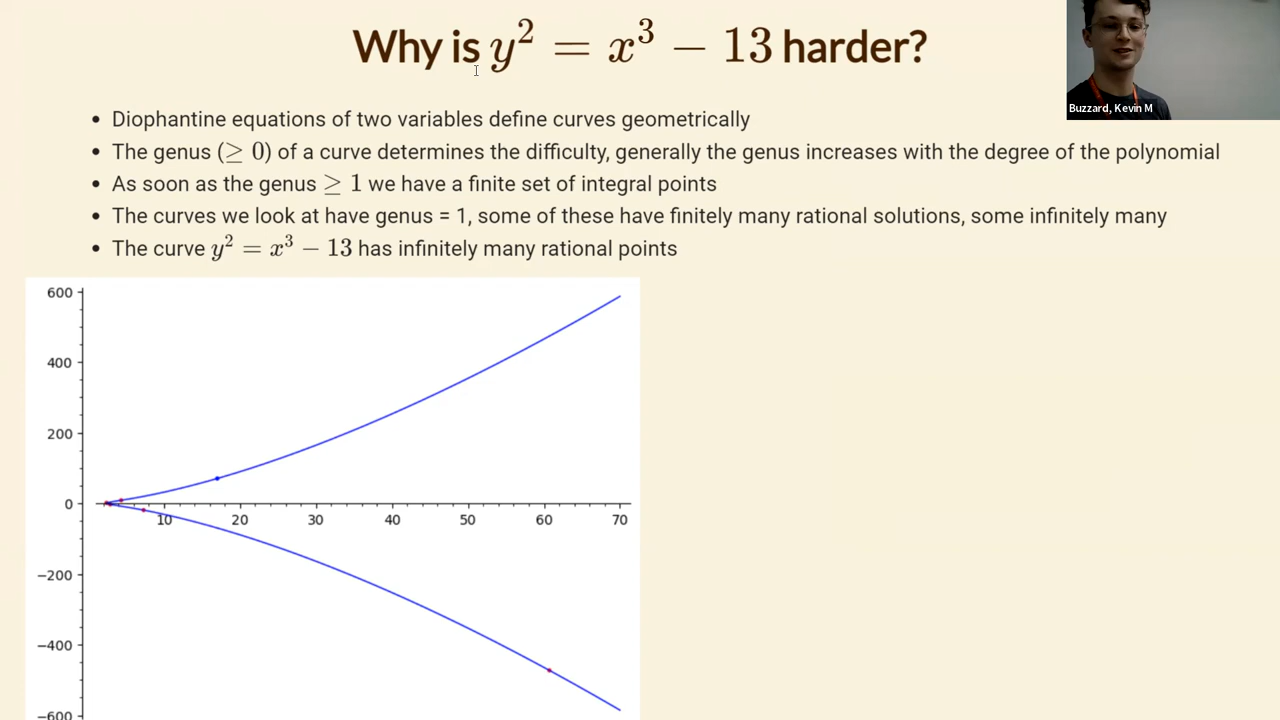 Why is y² = x³ − 13 harder?
Buzzard, Kevin M
• Diophantine equations of two variables define curves geometrically
• The genus (≥ 0) of a curve determines the difficulty, generally the genus increases with the degree of the polynomial
• As soon as the genus ≥ 1 we have a finite set of integral points
• The curves we look at have genus = 1, some of these have finitely many rational solutions, some infinitely many
• The curve y² = x³ − 13 has infinitely many rational points
600
400
200
0
10 20 30 40 50 60 70
−200
−400
−600